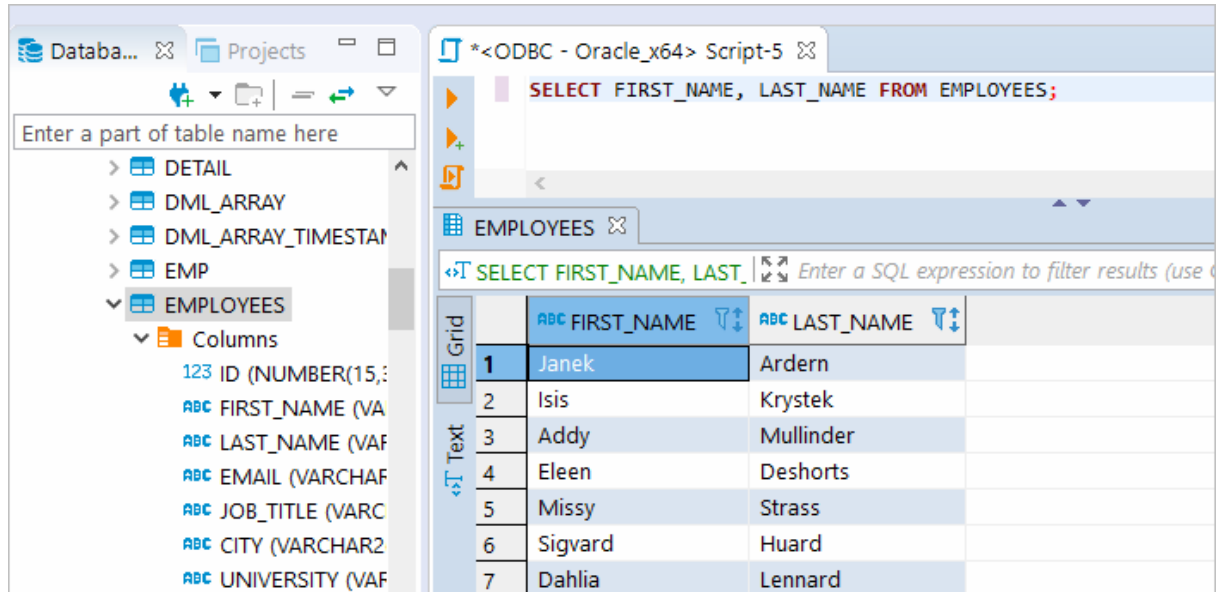 Databa...
Projects
Enter a part of table name here
DETAIL
DML_ARRAY
DML_ARRAY_TIMESTAM
EMP
EMPLOYEES
Columns
123 ID (NUMBER(15,3
ABC FIRST_NAME (VA
ABC LAST_NAME (VAR
ABC EMAIL (VARCHAR
ABC JOB_TITLE (VARC
ABC CITY (VARCHAR2
ABC UNIVERSITY (VAR
*<ODBC - Oracle_x64> Script-5
SELECT FIRST_NAME, LAST_NAME FROM EMPLOYEES;
EMPLOYEES
SELECT FIRST_NAME, LAST_ Enter a SQL expression to filter results (use
Grid
Text
ABC FIRST_NAME ABC LAST_NAME
1 Janek Ardern
2 Isis Krystek
3 Addy Mullinder
4 Eleen Deshorts
5 Missy Strass
6 Sigvard Huard
7 Dahlia Lennard